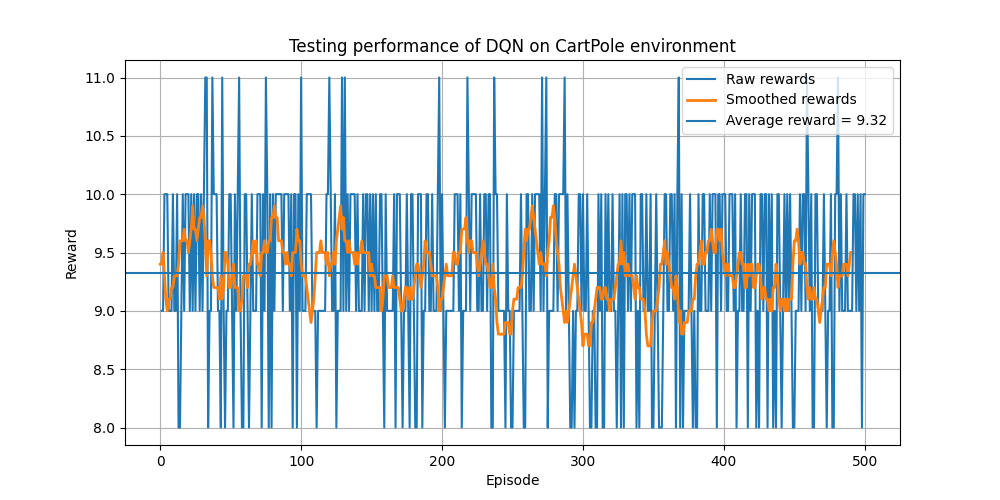 Testing performance of DQN on CartPole environment
Raw rewards
Smoothed rewards
Average reward = 9.32
Reward
11.0
10.5
10.0
9.5
9.0
8.5
8.0
0 100 200 300 400 500
Episode